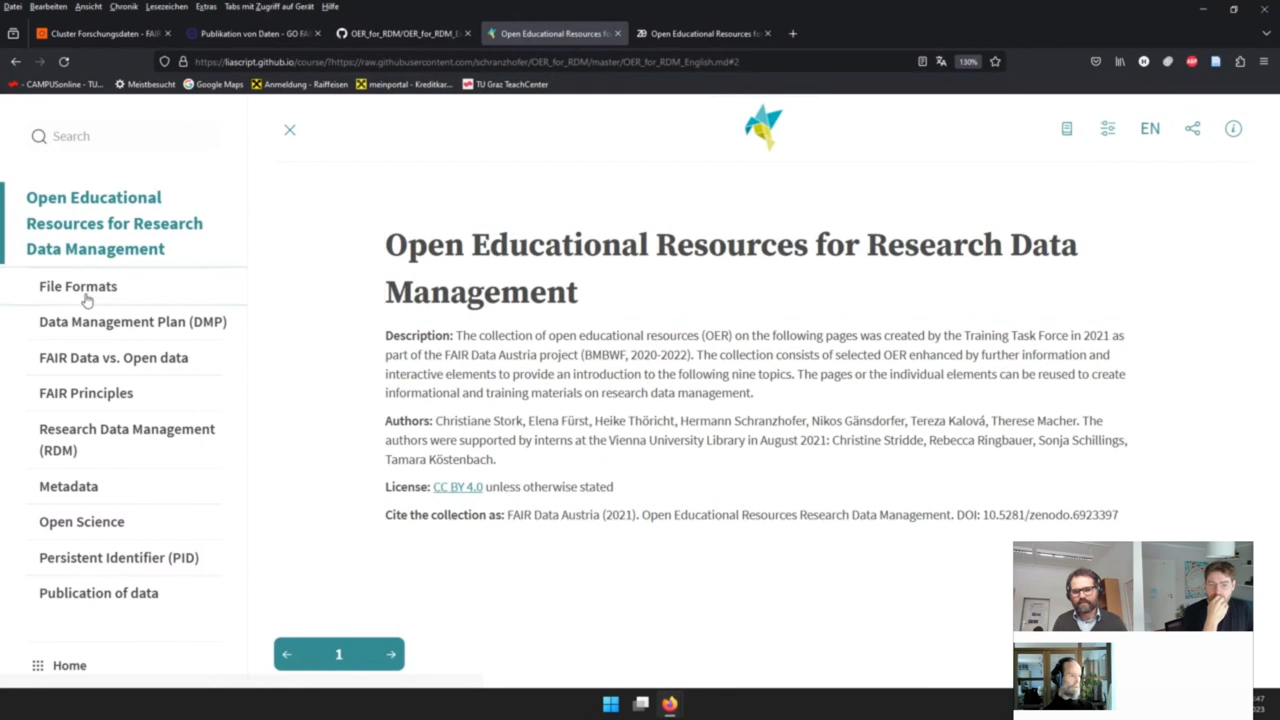 Datei Bearbeiten Ansicht Chronik Lesezeichen Extras Tabs mit Zugriff auf Gerät Hilfe
Cluster Forschungsdaten - FAIR
Publikation von Daten - GO FA
OER_for_RDM/OER_for_RDM_E
Open Educational Resources fo
Open Educational Resources fo
https://liascript.github.io/course/?https://raw.githubusercontent.com/schranzhofer/OER_for_RDM/master/OER_for_RDM_English.md#2
130%
- CAMPUSonline - TU... Meistbesucht Google Maps Anmeldung - Raiffeisen meinportal - Kreditkar... TU Graz TeachCenter
Search
EN
Open Educational
Resources for Research
Data Management
File Formats
Data Management Plan (DMP)
FAIR Data vs. Open data
FAIR Principles
Research Data Management
(RDM)
Metadata
Open Science
Persistent Identifier (PID)
Publication of data
Home
Open Educational Resources for Research Data
Management
Description: The collection of open educational resources (OER) on the following pages was created by the Training Task Force in 2021 as
part of the FAIR Data Austria project (BMBWF, 2020-2022). The collection consists of selected OER enhanced by further information and
interactive elements to provide an introduction to the following nine topics. The pages or the individual elements can be reused to create
informational and training materials on research data management.
Authors: Christiane Stork, Elena Fürst, Heike Thöricht, Hermann Schranzhofer, Nikos Gänsdorfer, Tereza Kalová, Therese Macher. The
authors were supported by interns at the Vienna University Library in August 2021: Christine Stridde, Rebecca Ringbauer, Sonja Schillings,
Tamara Köstenbach.
License: CC BY 4.0 unless otherwise stated
Cite the collection as: FAIR Data Austria (2021). Open Educational Resources Research Data Management. DOI: 10.5281/zenodo.6923397
1